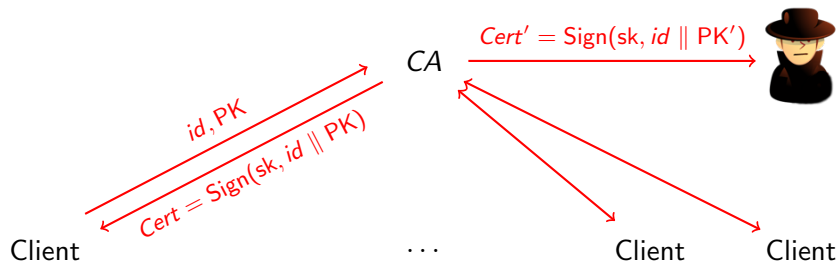 Cert′ = Sign(sk, id ∥ PK′)
CA
id, PK
Cert = Sign(sk, id ∥ PK)
Client
⋯
Client
Client